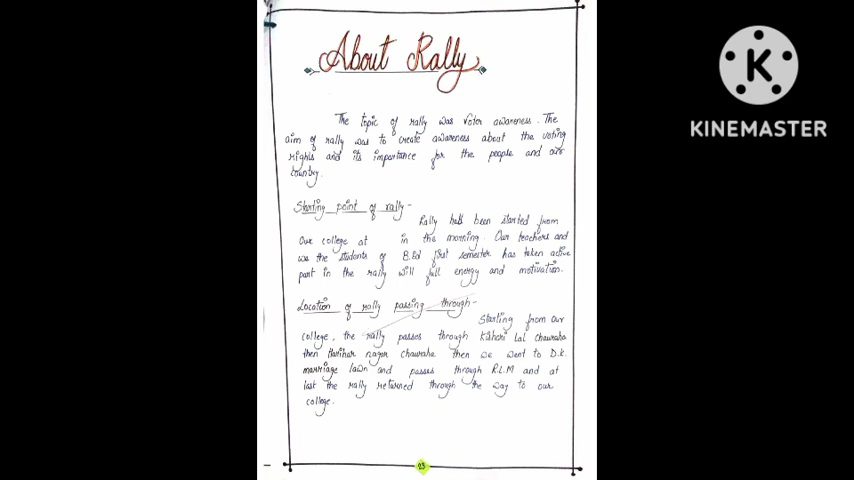 About Rally
The topic of rally was Voter awareness. The
aim of rally was to create awareness about the voting
rights and its importance for the people and our
country.
Starting point of rally-
Rally had been started from
Our college at in the morning. Our teachers and
we the students of B.Ed first semester has taken active
part in the rally will full energy and motivation.
Location of rally passing through-
Starting from our
college, the rally passes through Kishori Lal Chauraha
then Harihar nagar chauraha then we went to D.K.
marriage lawn and passes through R.L.M and at
last the rally returned through the way to our
college.
23
K
KINEMASTER